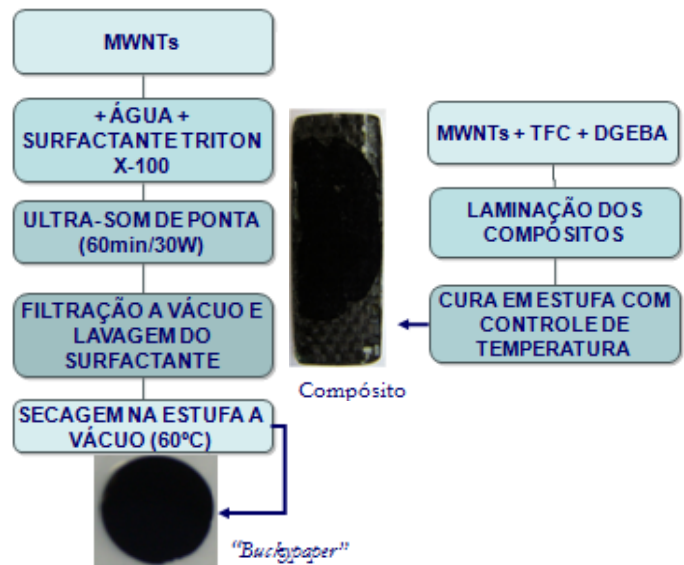 MWNTs
+ ÁGUA +
SURFACTANTE TRITON
X-100
ULTRA-SOM DE PONTA
(60min/30W)
FILTRAÇÃO A VÁCUO E
LAVAGEM DO
SURFACTANTE
SECAGEM NA ESTUFA A
VÁCUO (60ºC)
"Buckypaper"
Compósito
MWNTs + TFC + DGEBA
LAMINAÇÃO DOS
COMPÓSITOS
CURA EM ESTUFA COM
CONTROLE DE
TEMPERATURA